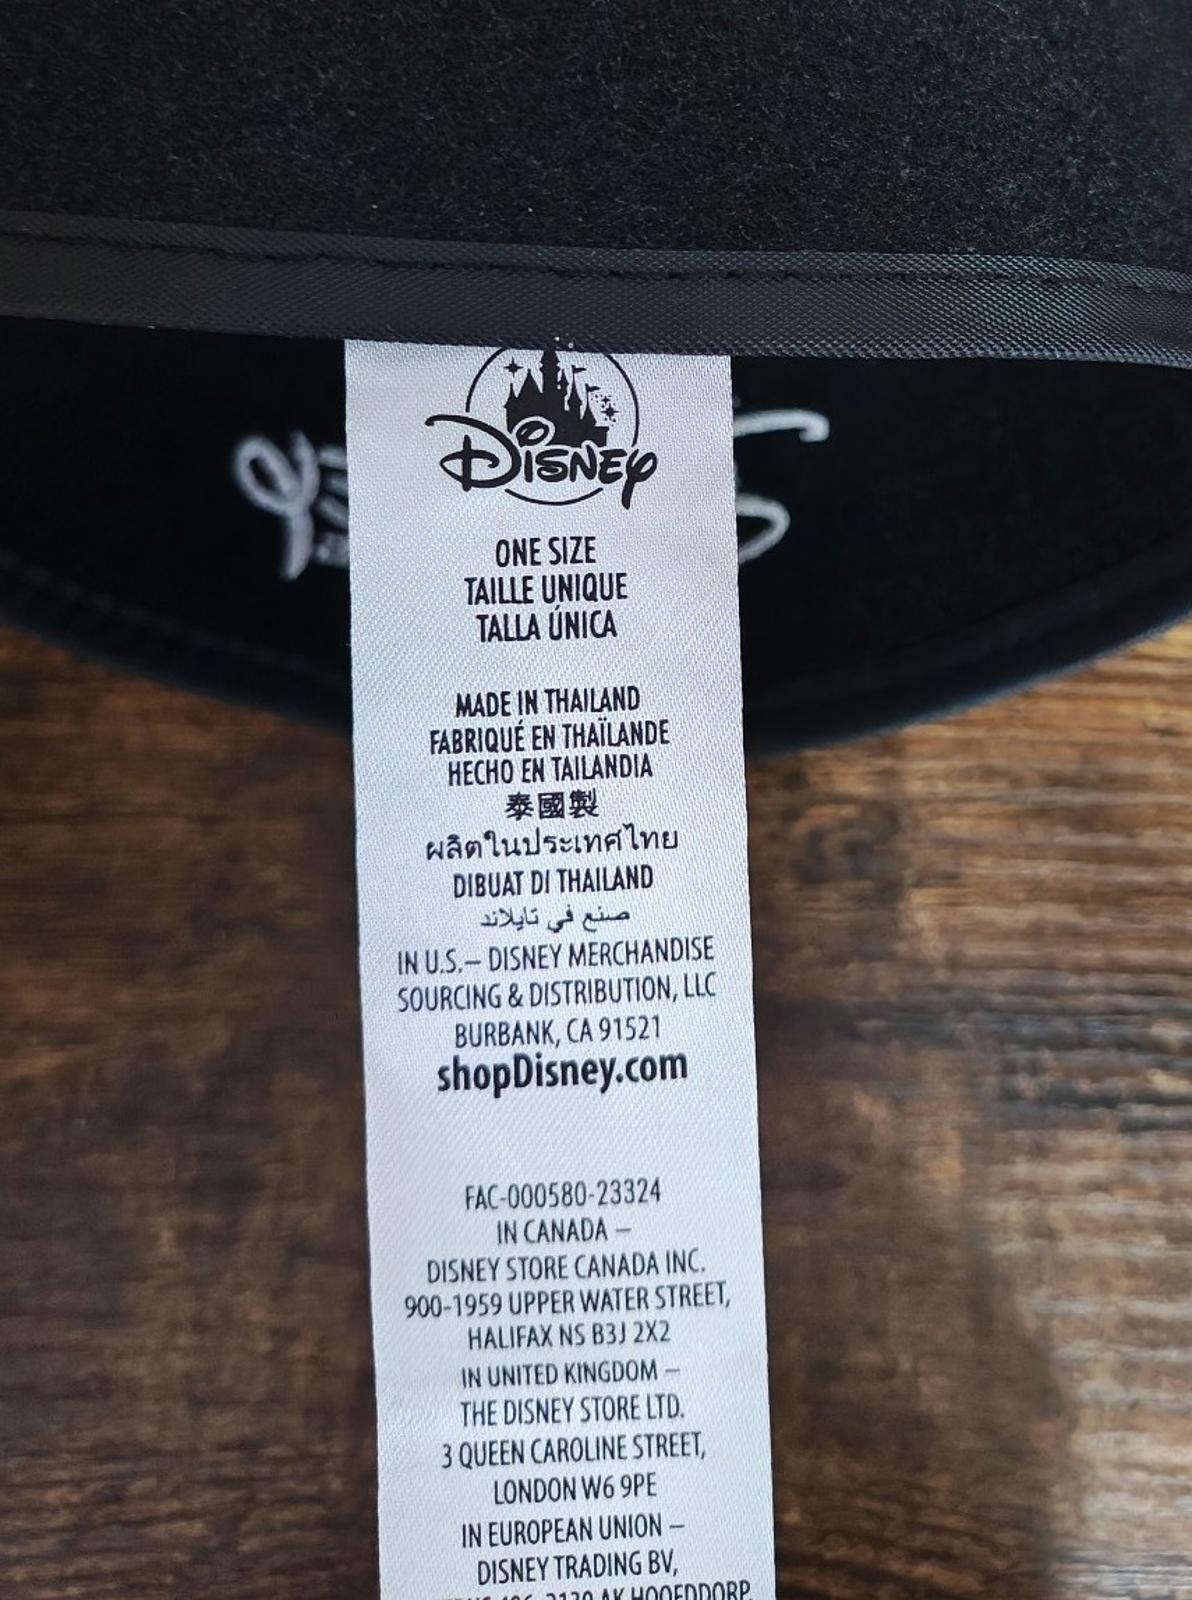 Disney
ONE SIZE
TAILLE UNIQUE
TALLA ÚNICA
MADE IN THAILAND
FABRIQUÉ EN THAÏLANDE
HECHO EN TAILANDIA
泰國製
ผลิตในประเทศไทย
DIBUAT DI THAILAND
صنع في تايلاند
IN U.S.– DISNEY MERCHANDISE
SOURCING & DISTRIBUTION, LLC
BURBANK, CA 91521
shopDisney.com
FAC-000580-23324
IN CANADA –
DISNEY STORE CANADA INC.
900-1959 UPPER WATER STREET,
HALIFAX NS B3J 2X2
IN UNITED KINGDOM –
THE DISNEY STORE LTD.
3 QUEEN CAROLINE STREET,
LONDON W6 9PE
IN EUROPEAN UNION –
DISNEY TRADING BV,
2130 AK HOOFDDORP,